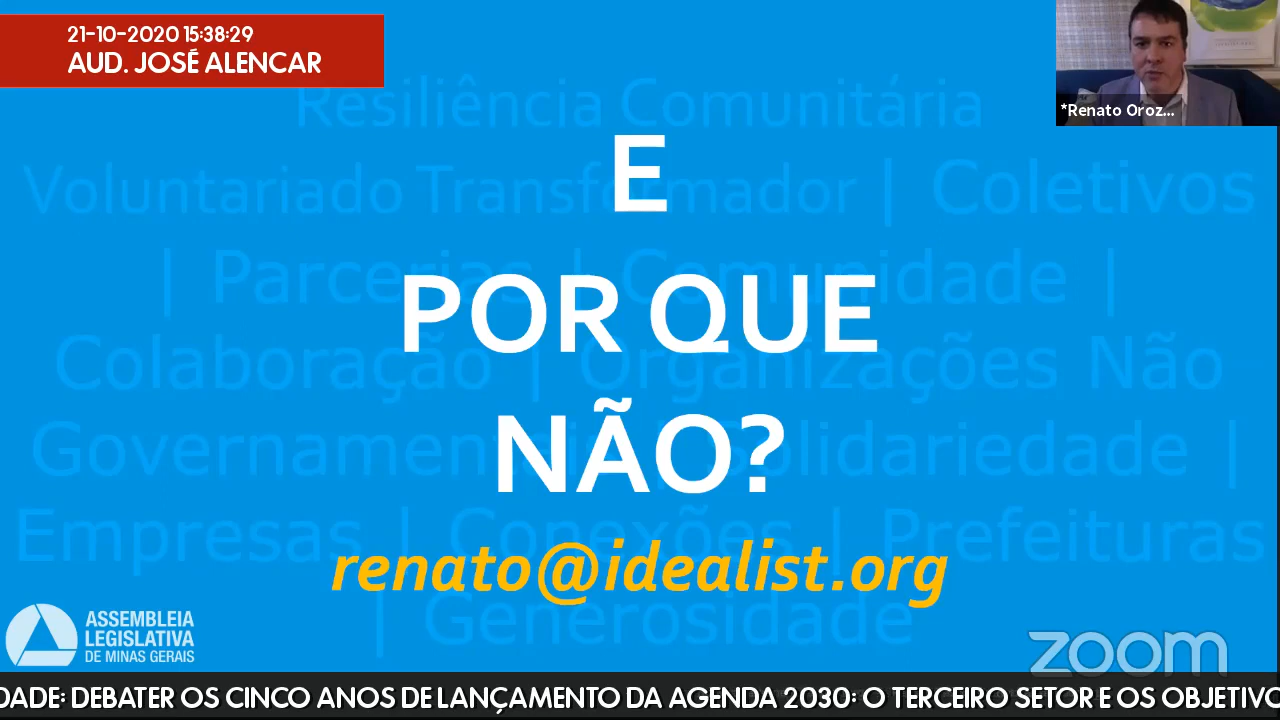 21-10-2020 15:38:29
AUD. JOSÉ ALENCAR
*Renato Oroz...
Resiliência Comunitária
Voluntariado Transformador | Coletivos
| Parcerias | Comunidade |
Colaboração | Organizações Não
Governamentais | Solidariedade |
Empresas | Conexões | Prefeituras
| Generosidade
E
POR QUE
NÃO?
renato@idealist.org
ASSEMBLEIA
LEGISLATIVA
DE MINAS GERAIS
zoom
DADE: DEBATER OS CINCO ANOS DE LANÇAMENTO DA AGENDA 2030: O TERCEIRO SETOR E OS OBJETIVO